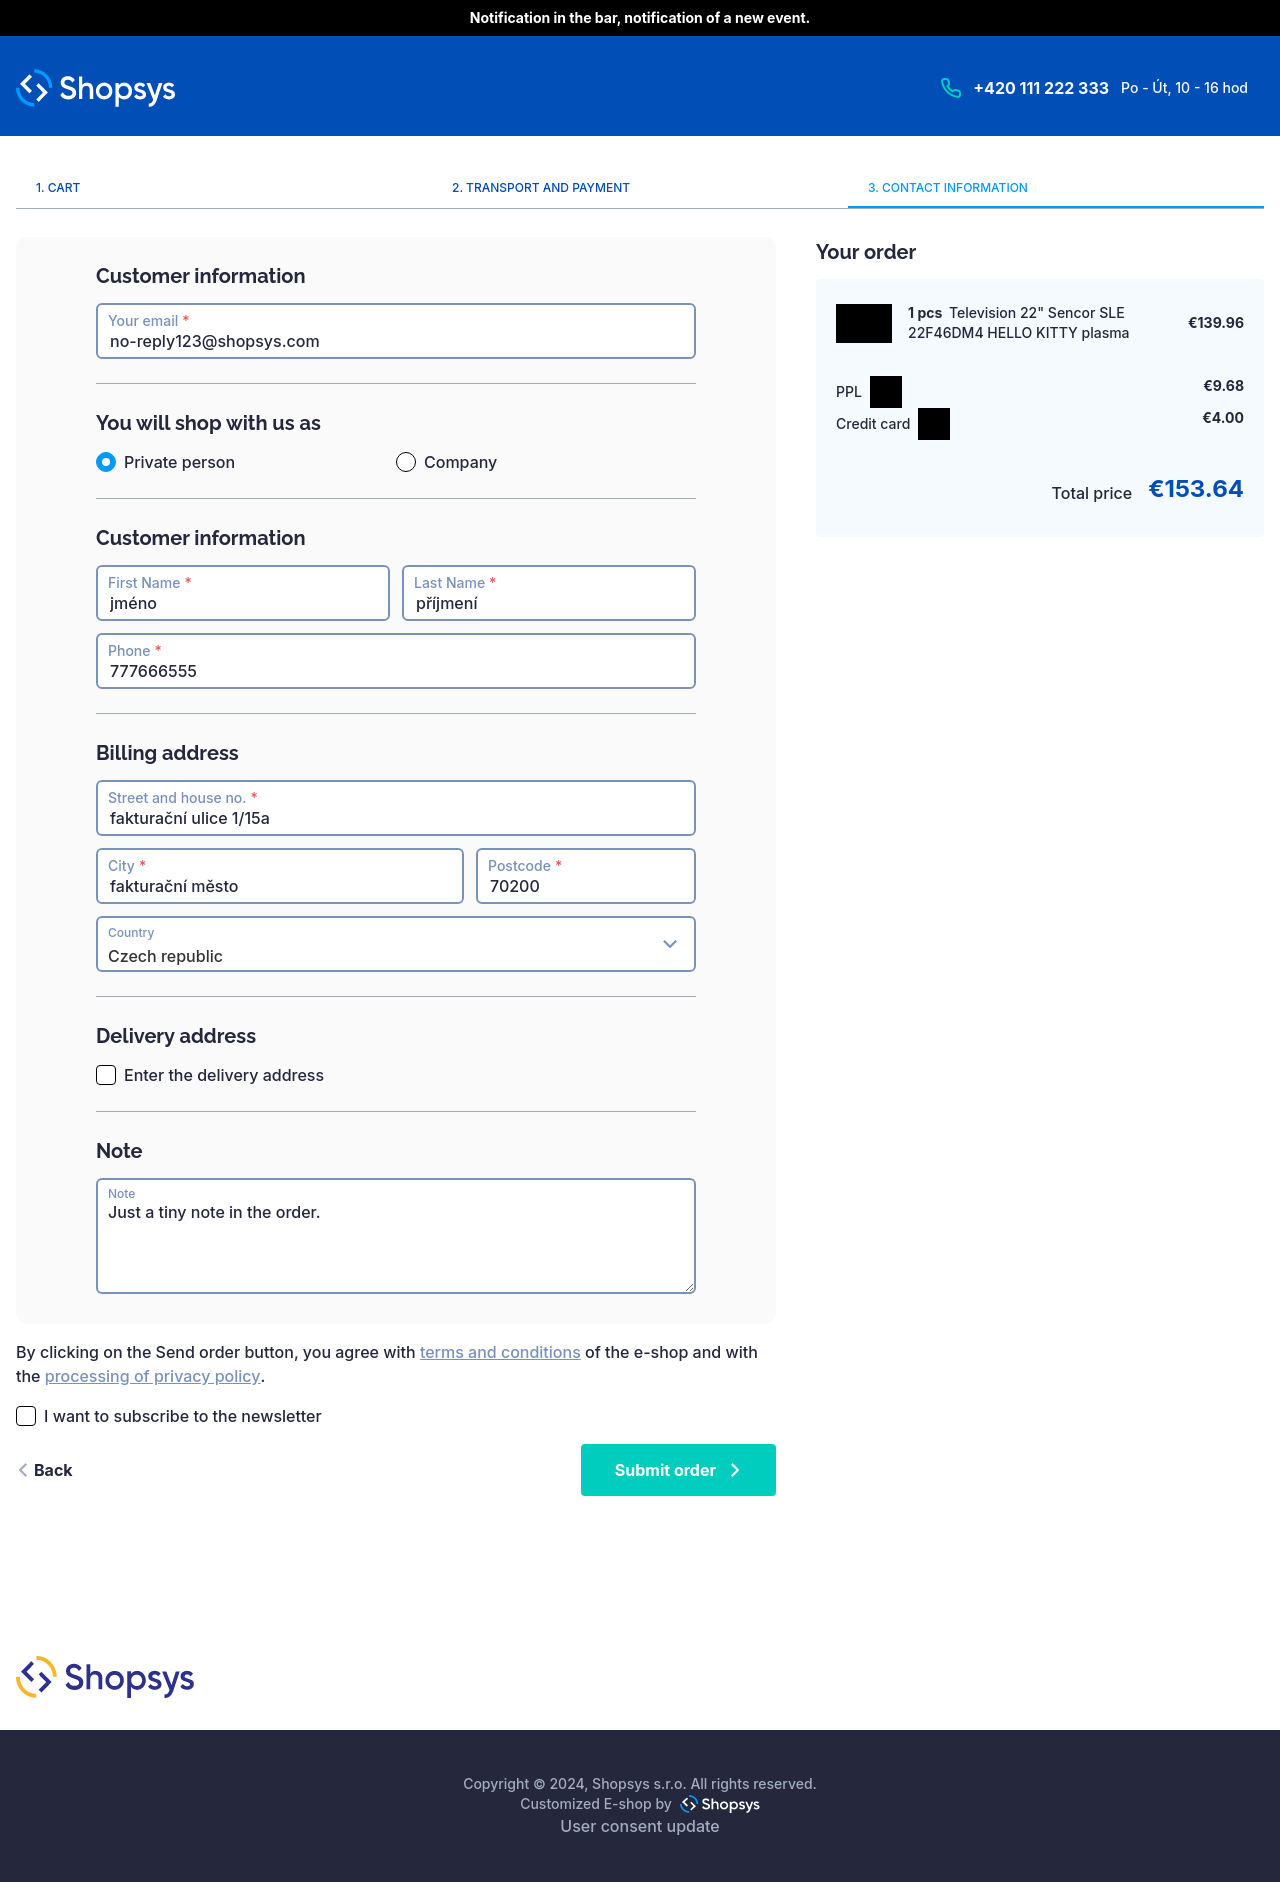 Notification in the bar, notification of a new event.
Shopsys
+420 111 222 333 Po - Út, 10 - 16 hod
1. CART
2. TRANSPORT AND PAYMENT
3. CONTACT INFORMATION
Customer information
Your email *
no-reply123@shopsys.com
You will shop with us as
Private person
Company
Customer information
First Name *
jméno
Last Name *
příjmení
Phone *
777666555
Billing address
Street and house no. *
fakturační ulice 1/15a
City *
fakturační město
Postcode *
70200
Country
Czech republic
Delivery address
Enter the delivery address
Note
Note
Just a tiny note in the order.
By clicking on the Send order button, you agree with terms and conditions of the e-shop and with
the processing of privacy policy.
I want to subscribe to the newsletter
Back
Submit order
Your order
1 pcs Television 22" Sencor SLE
22F46DM4 HELLO KITTY plasma
€139.96
PPL
€9.68
Credit card
€4.00
Total price €153.64
Shopsys
Copyright © 2024, Shopsys s.r.o. All rights reserved.
Customized E-shop by Shopsys
User consent update